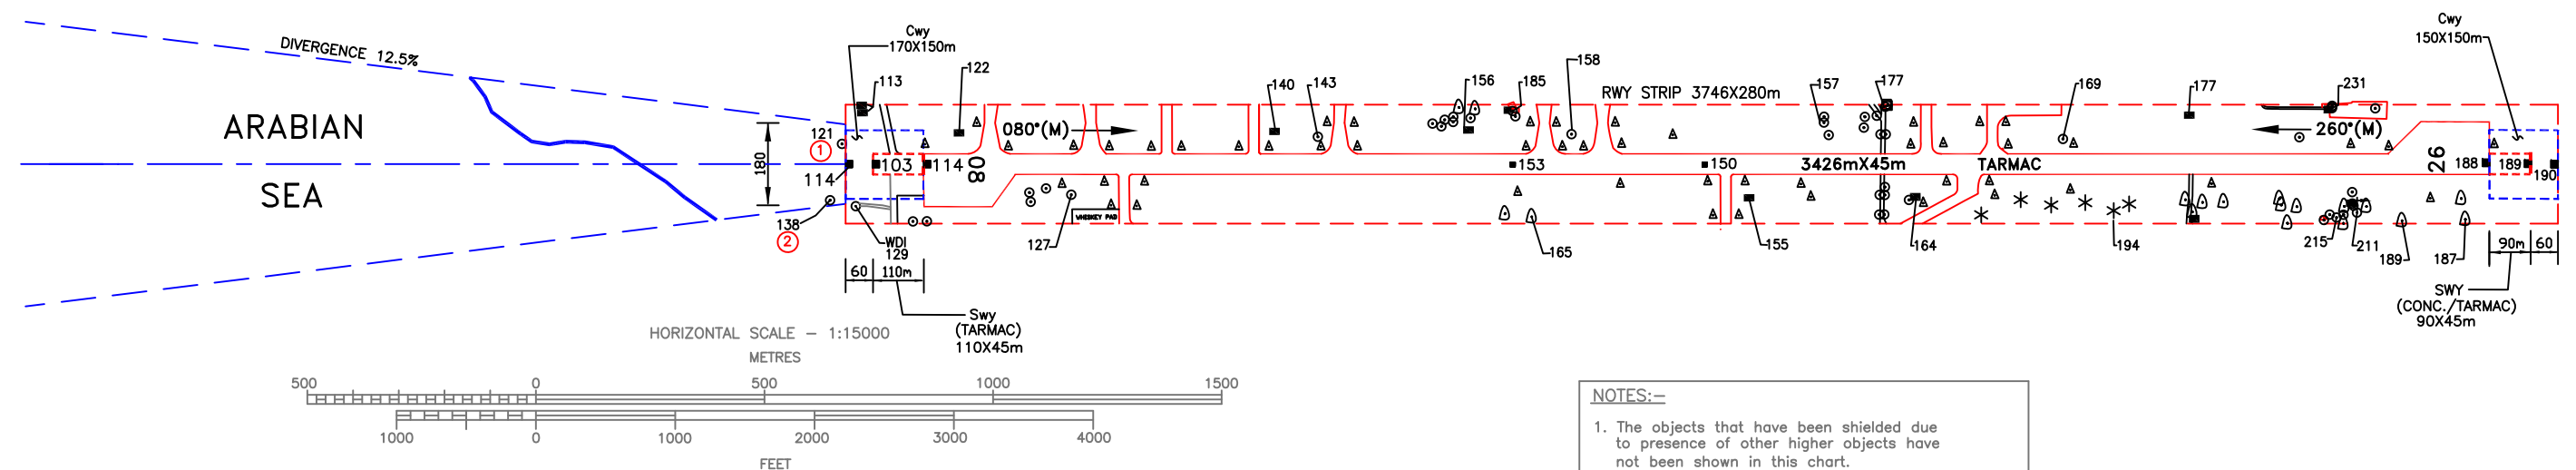 DIVERGENCE 12.5%
ARABIAN
SEA
180
121
1
114
138
2
Cwy
170X150m
113
122
103
114
08
080°(M)
WDI
129
60
110m
Swy
(TARMAC)
110X45m
127
WHISKEY PAD
140
143
156
185
158
153
165
RWY STRIP 3746X280m
150
155
157
177
3426mX45m
TARMAC
164
169
194
177
231
260°(M)
215
211
189
187
26
Cwy
150X150m
188
189
190
90m
60
SWY
(CONC./TARMAC)
90X45m
HORIZONTAL SCALE – 1:15000
METRES
500
0
500
1000
1500
1000
0
1000
2000
3000
4000
FEET
NOTES:–
1. The objects that have been shielded due
to presence of other higher objects have
not been shown in this chart.